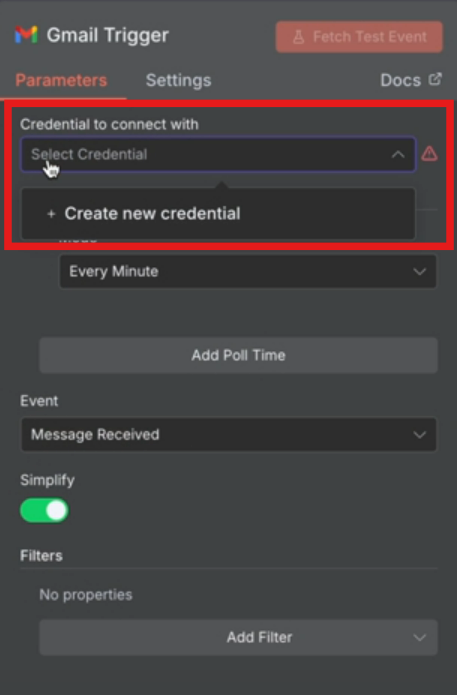 Gmail Trigger
Fetch Test Event
Parameters Settings Docs
Credential to connect with
Select Credential
+ Create new credential
Mode
Every Minute
Add Poll Time
Event
Message Received
Simplify
Filters
No properties
Add Filter